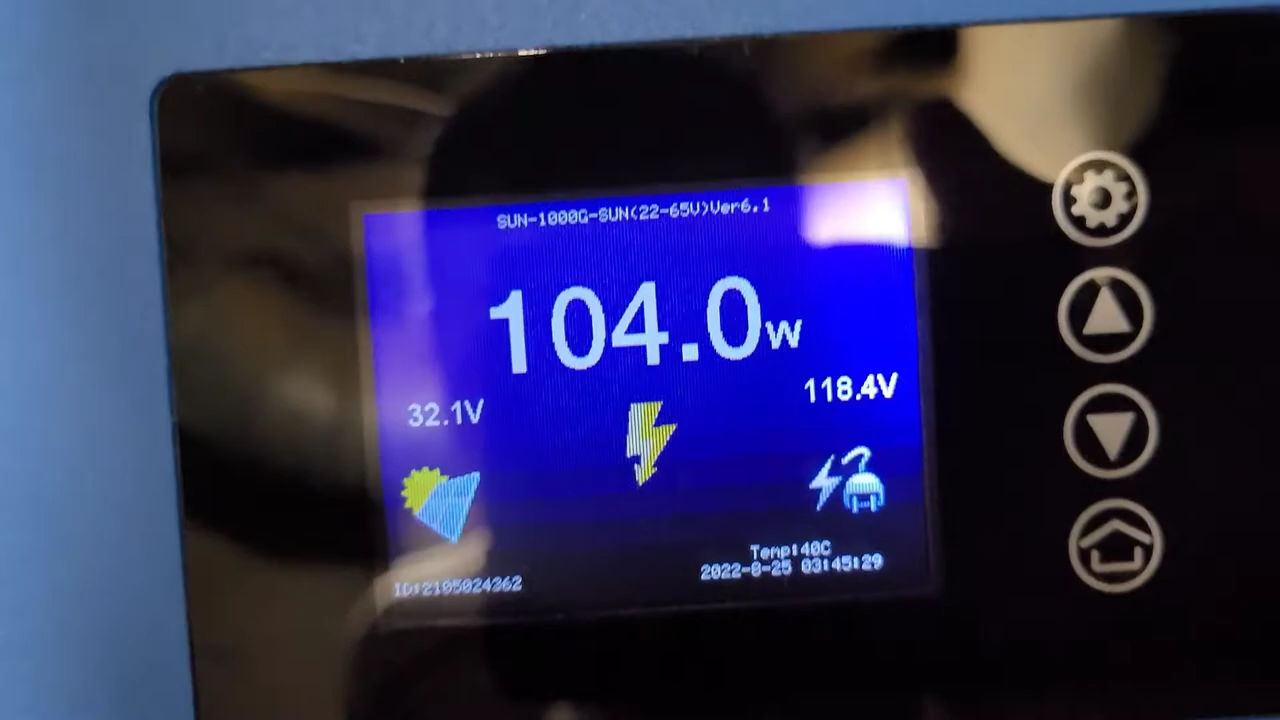 SUN-1000G-SUN(22-65V)Ver6.1
104.0W
118.4V
32.1V
Temp:40C
2022-8-25 03:45:29
ID:2105024362